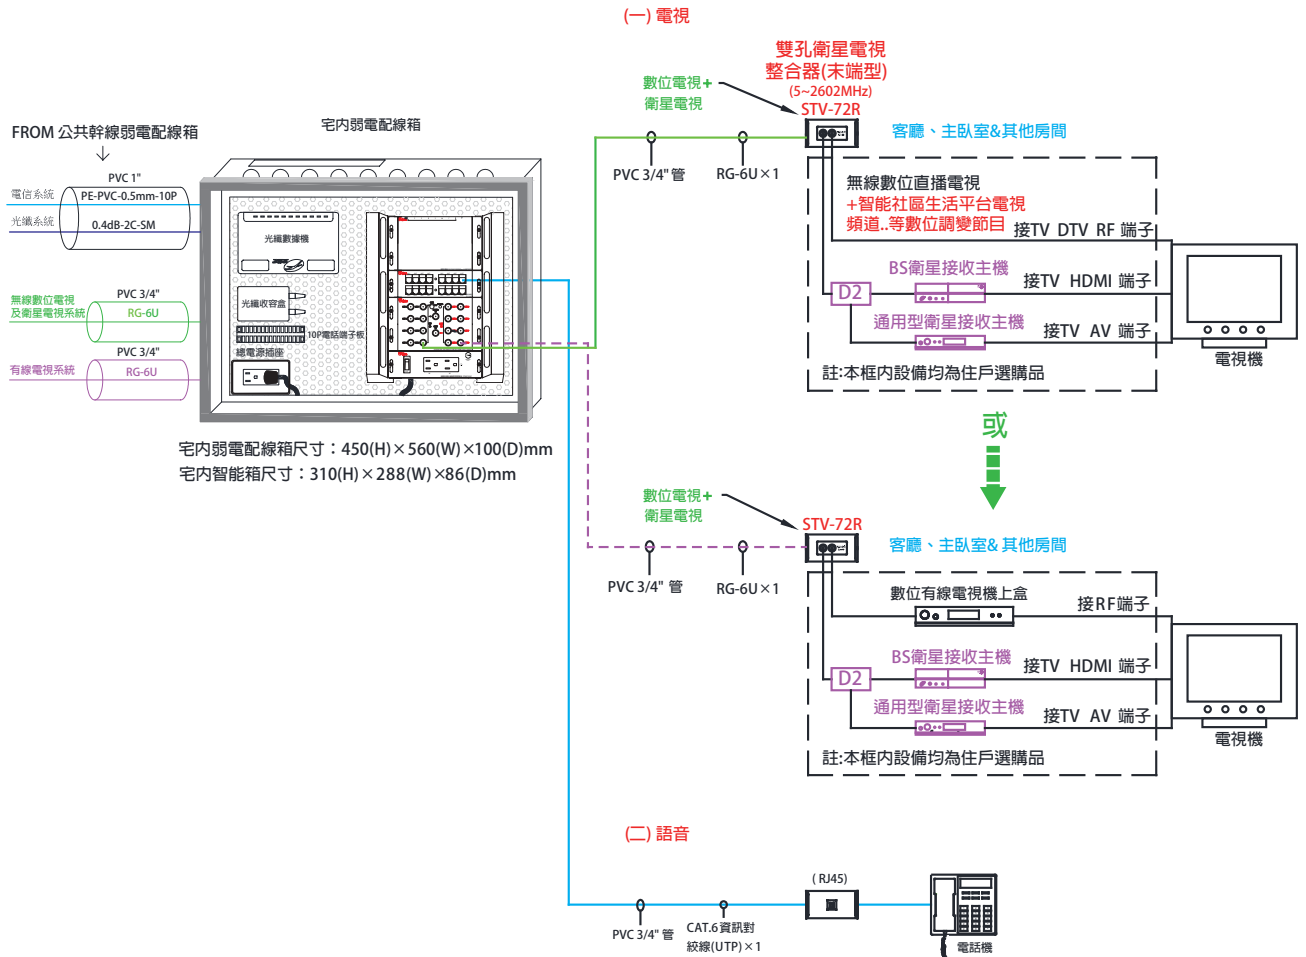 (一) 電視
雙孔衛星電視
整合器(末端型)
(5~2602MHz)
STV-72R
數位電視+
衛星電視
客廳、主臥室&其他房間
PVC 3/4" 管
RG-6U×1
FROM 公共幹線弱電配線箱
宅內弱電配線箱
PVC 1"
電信系統
PE-PVC-0.5mm-10P
光纖系統
0.4dB-2C-SM
無線數位電視
及衛星電視系統
PVC 3/4"
RG-6U
有線電視系統
PVC 3/4"
RG-6U
光纖數據機
光纖收容盒
10P電話端子板
總電源插座
宅內弱電配線箱尺寸：450(H)×560(W)×100(D)mm
宅內智能箱尺寸：310(H)×288(W)×86(D)mm
無線數位直播電視
+智能社區生活平台電視
頻道..等數位調變節目
接TV DTV RF 端子
BS衛星接收主機
接TV HDMI 端子
D2
通用型衛星接收主機
接TV AV 端子
電視機
註:本框內設備均為住戶選購品
或
數位電視+
衛星電視
STV-72R
客廳、主臥室& 其他房間
PVC 3/4" 管
RG-6U×1
數位有線電視機上盒
接RF端子
BS衛星接收主機
接TV HDMI 端子
D2
通用型衛星接收主機
接TV AV 端子
電視機
註:本框內設備均為住戶選購品
(二) 語音
(RJ45)
PVC 3/4" 管
CAT.6資訊對
絞線(UTP)×1
電話機